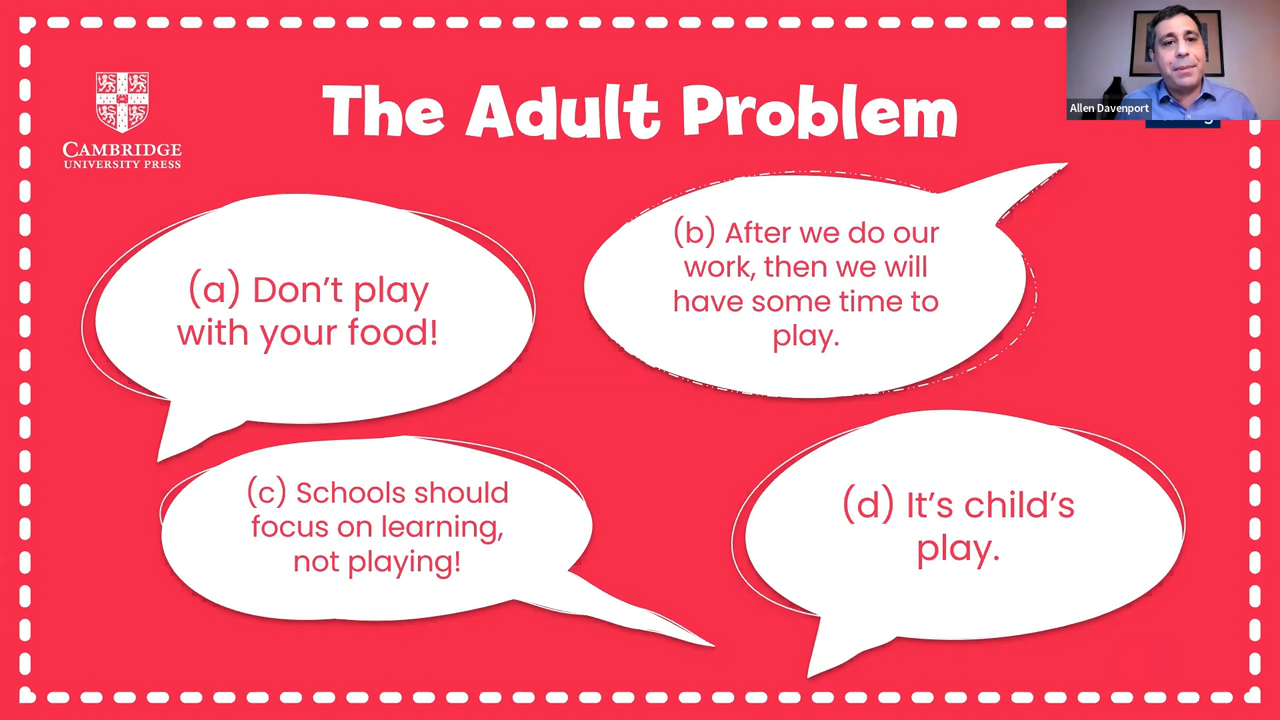 The Adult Problem
Allen Davenport
CAMBRIDGE
UNIVERSITY PRESS
(a) Don't play
with your food!
(b) After we do our
work, then we will
have some time to
play.
(c) Schools should
focus on learning,
not playing!
(d) It's child's
play.